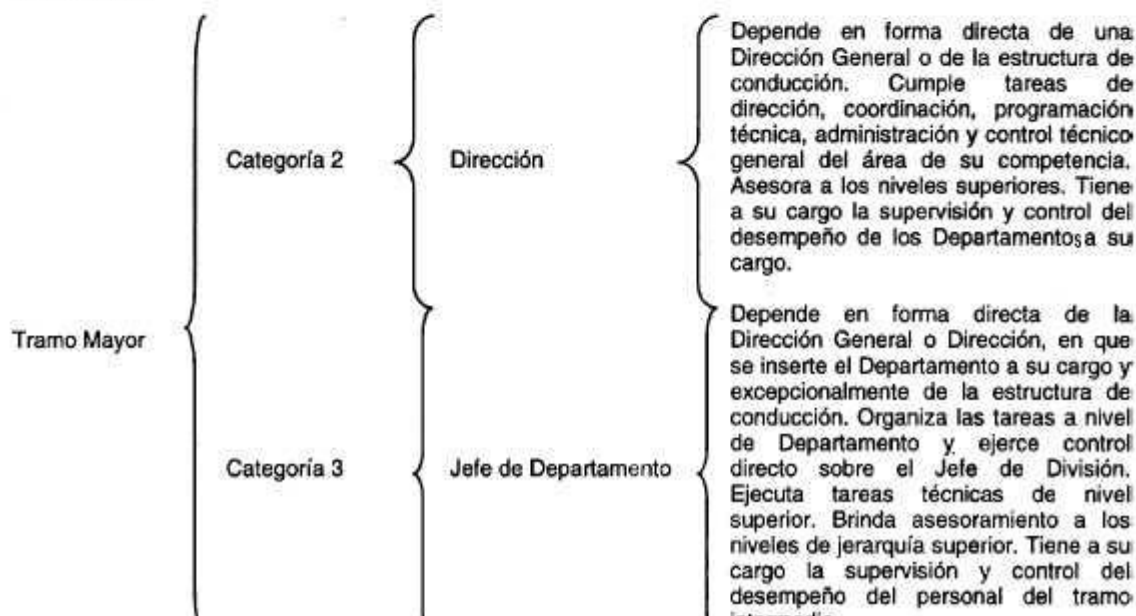 Depende en forma directa de una
Dirección General o de la estructura de
conducción. Cumple tareas de
dirección, coordinación, programación
técnica, administración y control técnico
Categoría 2 Dirección general del área de su competencia.
Asesora a los niveles superiores. Tiene
a su cargo la supervisión y control del
desempeño de los Departamentos a su
cargo.
Depende en forma directa de la
Tramo Mayor Dirección General o Dirección, en que
se inserte el Departamento a su cargo y
excepcionalmente de la estructura de
conducción. Organiza las tareas a nivel
de Departamento y ejerce control
Categoría 3 Jefe de Departamento directo sobre el Jefe de División.
Ejecuta tareas técnicas de nivel
superior. Brinda asesoramiento a los
niveles de jerarquía superior. Tiene a su
cargo la supervisión y control del
desempeño del personal del tramo